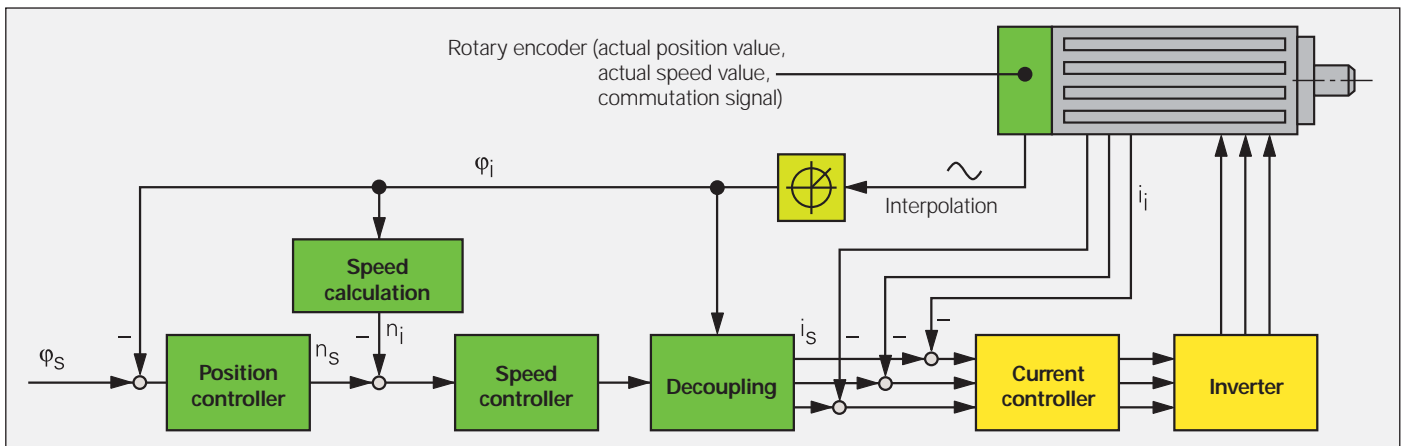 Rotary encoder (actual position value,
actual speed value,
commutation signal)
φi
Interpolation
ii
Speed
calculation
–
φS
–
nS
ni
iS
–
–
–
Position
controller
Speed
controller
Decoupling
Current
controller
Inverter